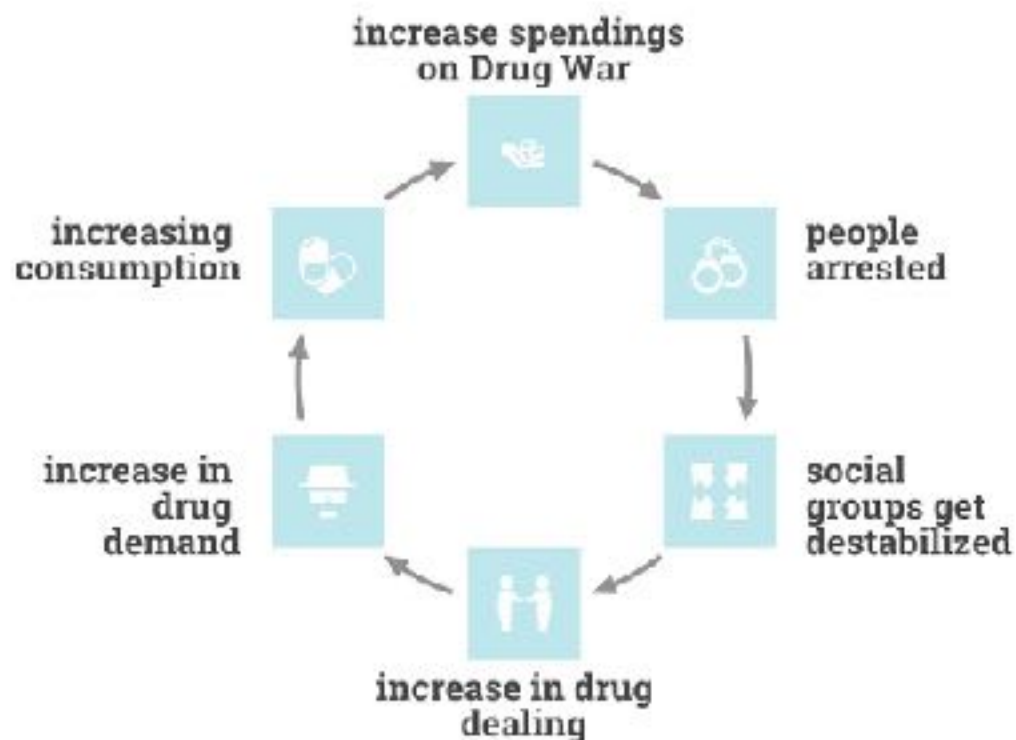 increase spendings
on Drug War
people
arrested
social
groups get
destabilized
increase in drug
dealing
increase in
drug
demand
increasing
consumption